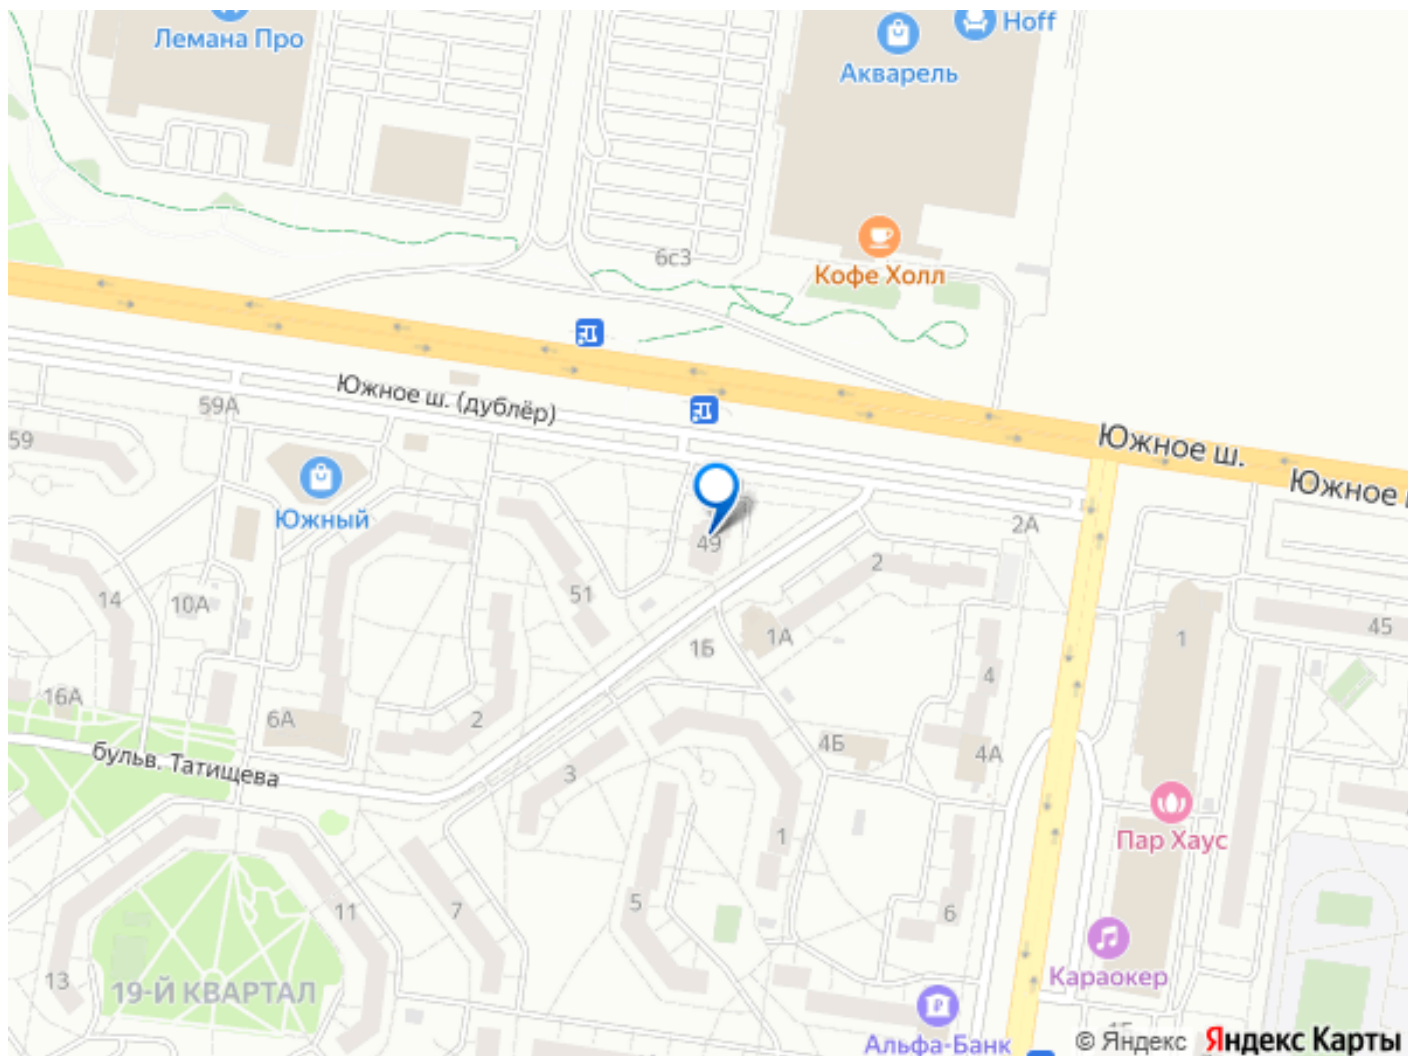 Лемана Про
Hoff
Акварель
6с3
Кофе Холл
Южное ш. (дублёр)
59А
59
Южное ш.
Южное
Южный
49
2А
2
14
10А
51
1А
1Б
1
45
16А
6А
2
4
4Б
4А
бульв. Татищева
3
1
Пар Хаус
5
7
11
6
13
19-Й КВАРТАЛ
Караокер
Альфа-Банк
© Яндекс Яндекс Карты